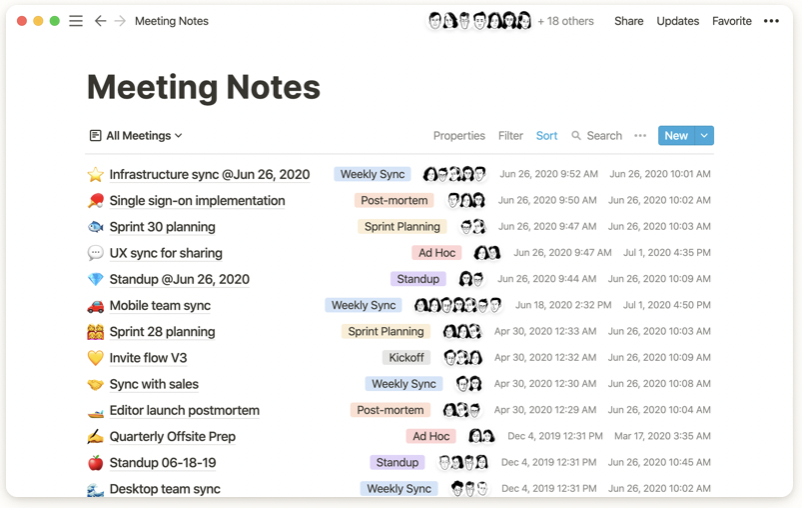 Meeting Notes + 18 others Share Updates Favorite •••
Meeting Notes
All Meetings Properties Filter Sort Search ••• New
Infrastructure sync @Jun 26, 2020 Weekly Sync Jun 26, 2020 9:52 AM Jun 26, 2020 10:01 AM
Single sign-on implementation Post-mortem Jun 26, 2020 9:50 AM Jun 26, 2020 10:02 AM
Sprint 30 planning Sprint Planning Jun 26, 2020 9:47 AM Jun 26, 2020 10:03 AM
UX sync for sharing Ad Hoc Jun 26, 2020 9:47 AM Jul 1, 2020 4:35 PM
Standup @Jun 26, 2020 Standup Jun 26, 2020 9:44 AM Jun 26, 2020 10:09 AM
Mobile team sync Weekly Sync Jun 18, 2020 2:32 PM Jul 1, 2020 4:50 PM
Sprint 28 planning Sprint Planning Apr 30, 2020 12:33 AM Jun 26, 2020 10:03 AM
Invite flow V3 Kickoff Apr 30, 2020 12:32 AM Jun 26, 2020 10:09 AM
Sync with sales Weekly Sync Apr 30, 2020 12:30 AM Jun 26, 2020 10:08 AM
Editor launch postmortem Post-mortem Apr 30, 2020 12:29 AM Jun 26, 2020 10:04 AM
Quarterly Offsite Prep Ad Hoc Dec 4, 2019 12:31 PM Mar 17, 2020 3:35 AM
Standup 06-18-19 Standup Dec 4, 2019 12:31 PM Jun 26, 2020 10:45 AM
Desktop team sync Weekly Sync Dec 4, 2019 12:31 PM Jun 26, 2020 10:02 AM